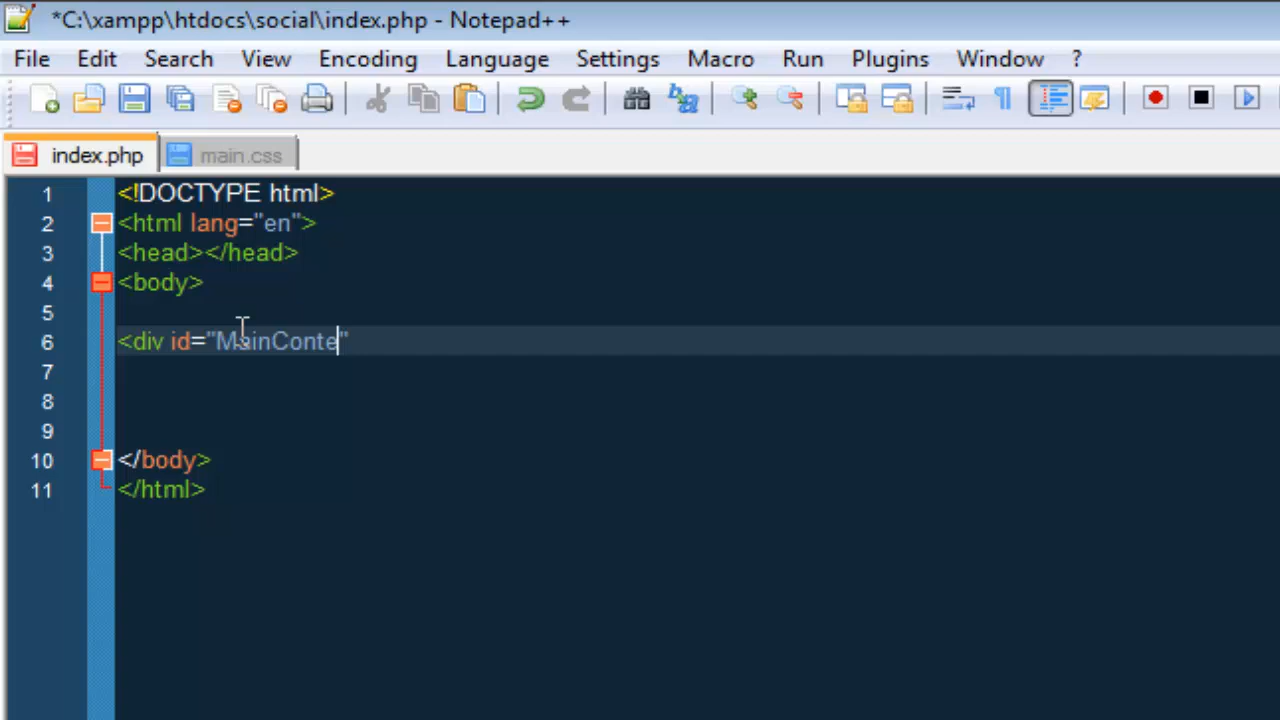 *C:\xampp\htdocs\social\index.php - Notepad++
File Edit Search View Encoding Language Settings Macro Run Plugins Window ?
index.php main.css
1 <!DOCTYPE html>
2 <html lang="en">
3 <head></head>
4 <body>
5
6 <div id="MainConte"
7
8
9
10 </body>
11 </html>